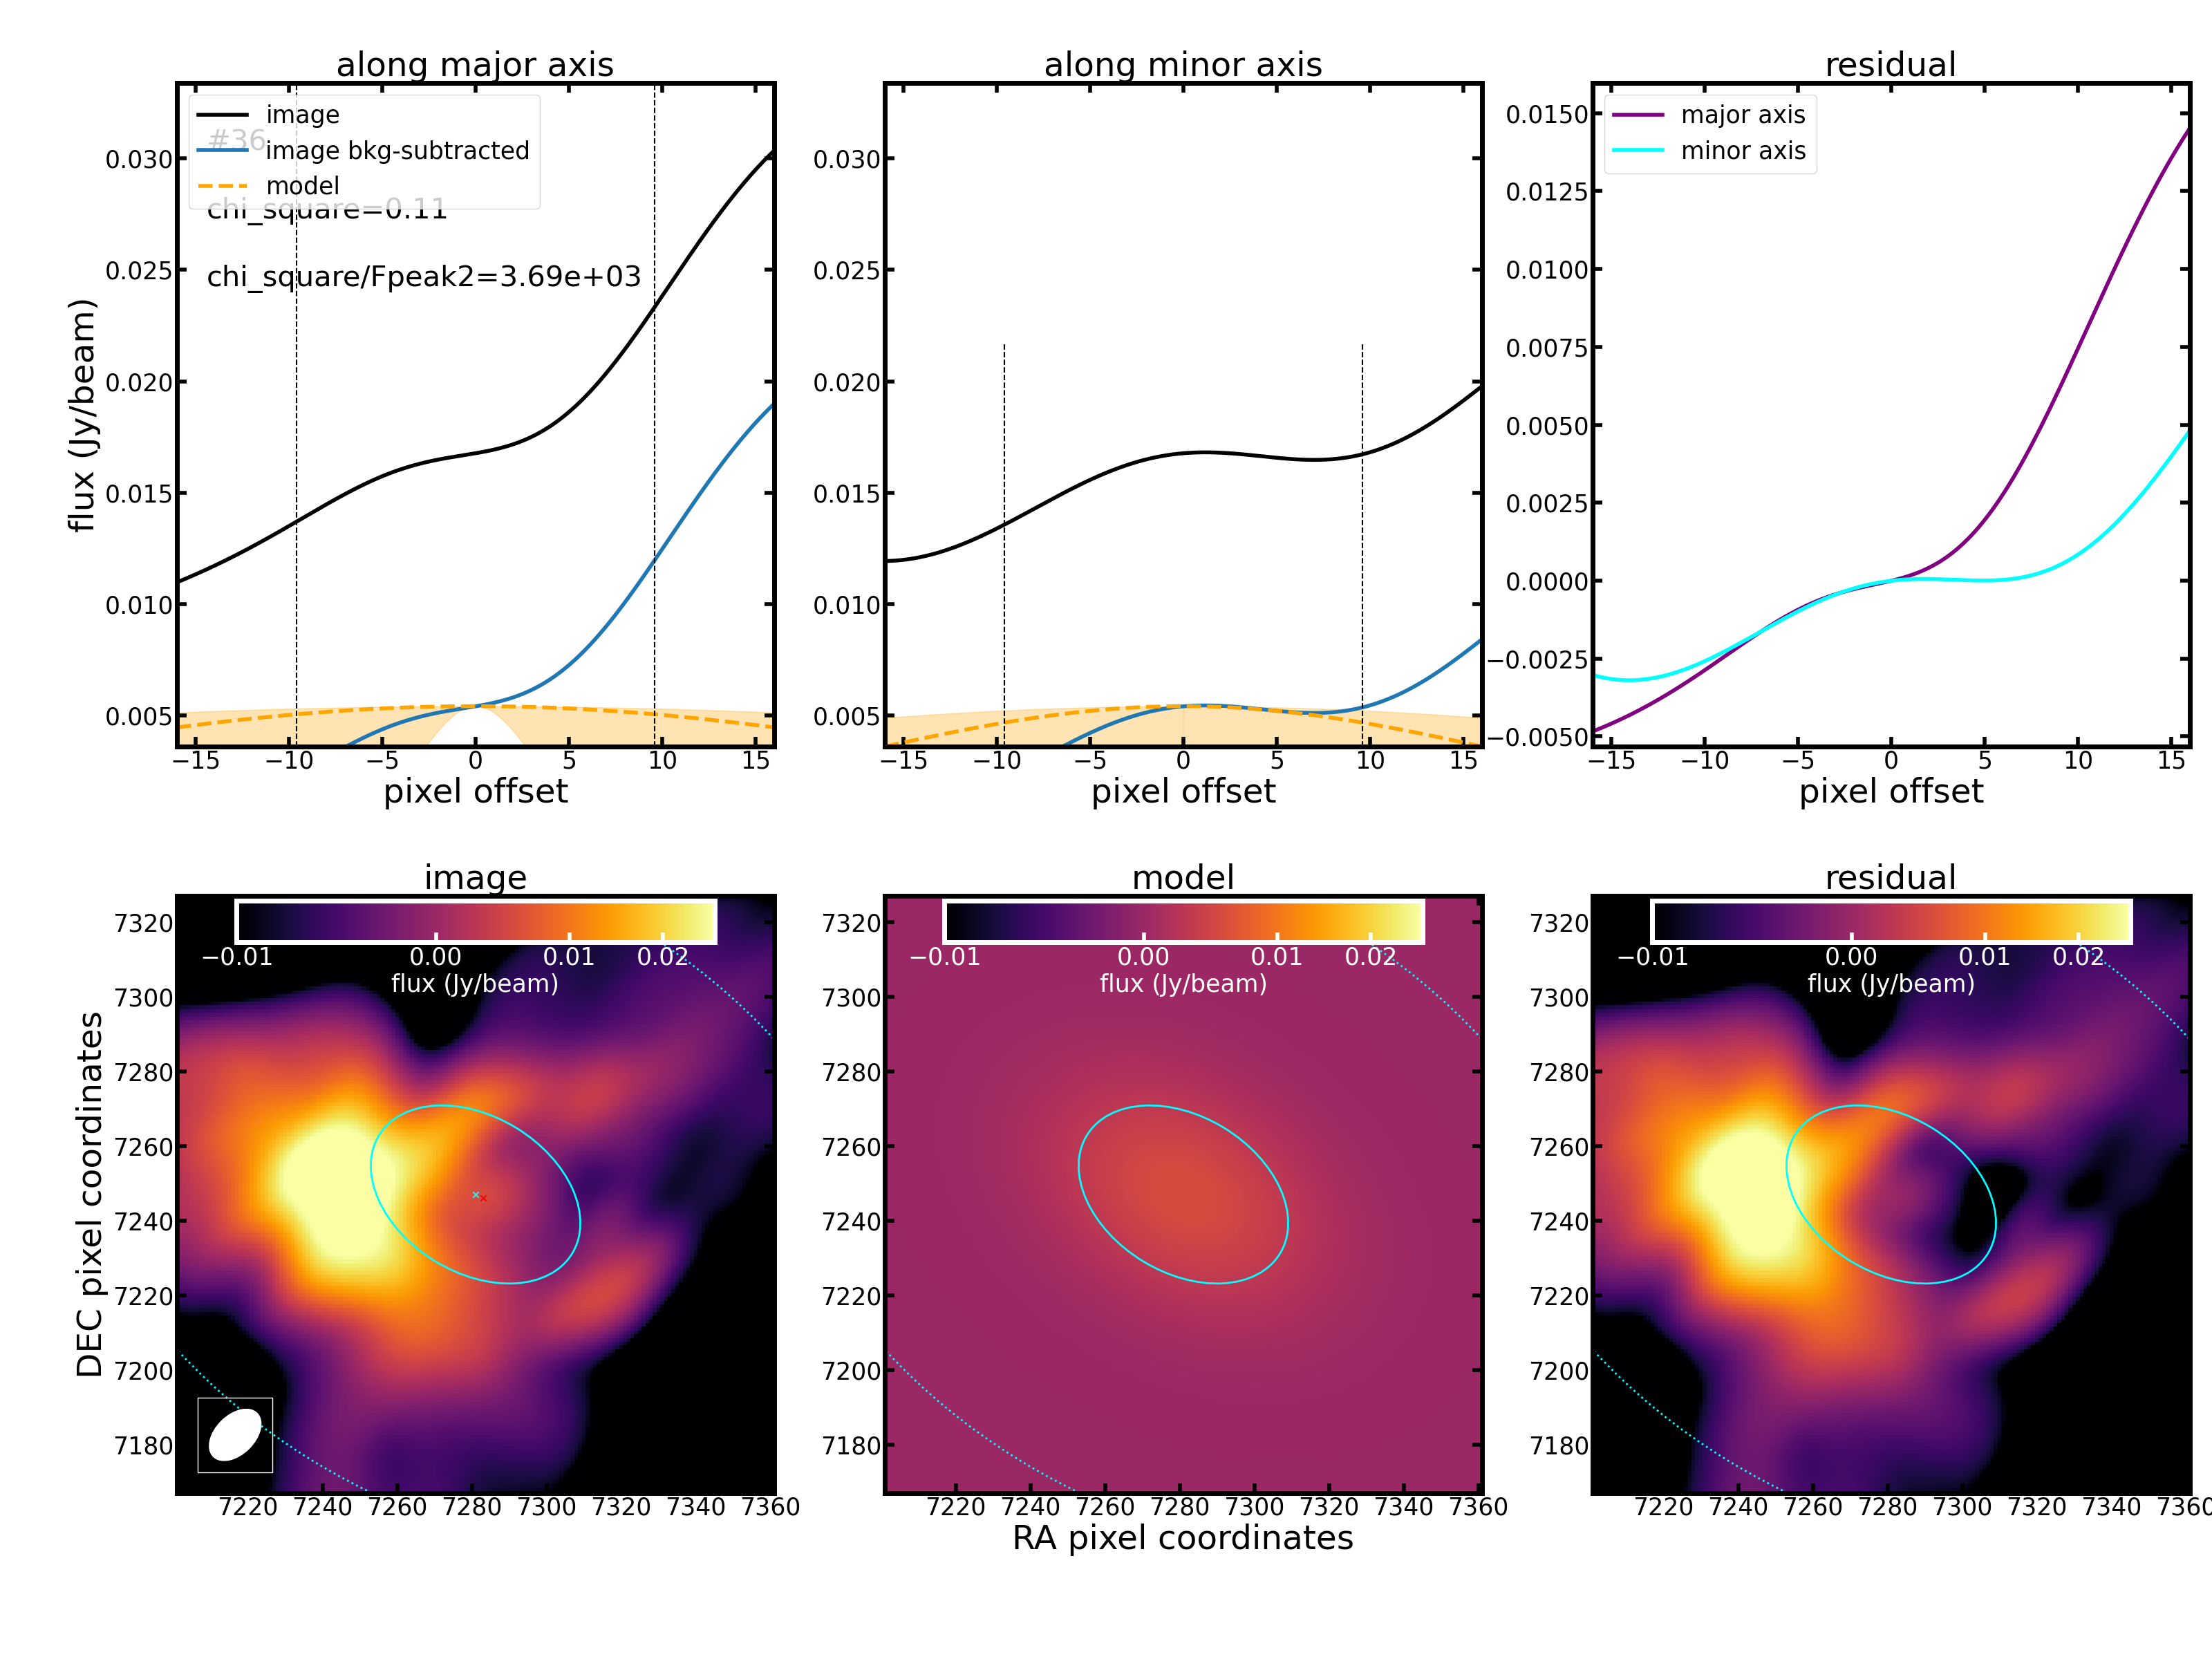 along major axis
along minor axis
residual
image
image bkg-subtracted
model
#36
chi_square=0.11
chi_square/Fpeak2=3.69e+03
flux (Jy/beam)
0.030
0.025
0.020
0.015
0.010
0.005
−15 −10 −5 0 5 10 15
pixel offset
0.030
0.025
0.020
0.015
0.010
0.005
−15 −10 −5 0 5 10 15
pixel offset
major axis
minor axis
0.0150
0.0125
0.0100
0.0075
0.0050
0.0025
0.0000
−0.0025
−0.0050
−15 −10 −5 0 5 10 15
pixel offset
image
model
residual
−0.01 0.00 0.01 0.02
flux (Jy/beam)
DEC pixel coordinates
7320
7300
7280
7260
7240
7220
7200
7180
7220 7240 7260 7280 7300 7320 7340 7360
−0.01 0.00 0.01 0.02
flux (Jy/beam)
7320
7300
7280
7260
7240
7220
7200
7180
7220 7240 7260 7280 7300 7320 7340 7360
RA pixel coordinates
−0.01 0.00 0.01 0.02
flux (Jy/beam)
7320
7300
7280
7260
7240
7220
7200
7180
7220 7240 7260 7280 7300 7320 7340 7360